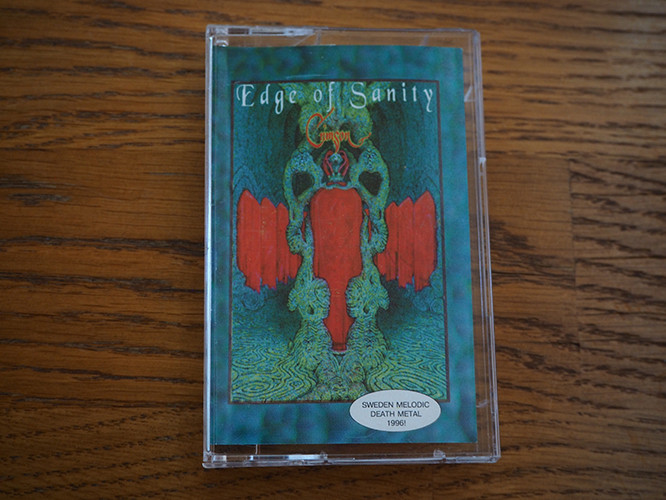 Edge of Sanity
Crimson
SWEDEN MELODIC
DEATH METAL
1996!